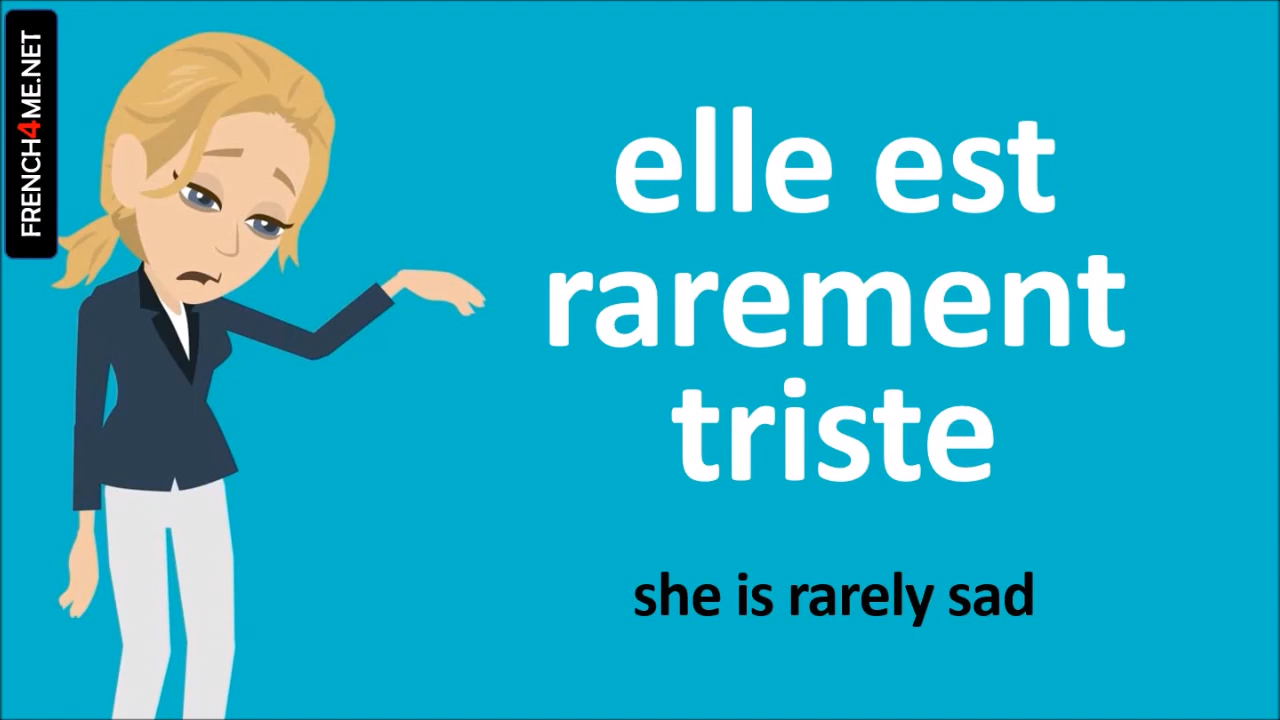 FRENCH4ME.NET
elle est
rarement
triste
she is rarely sad